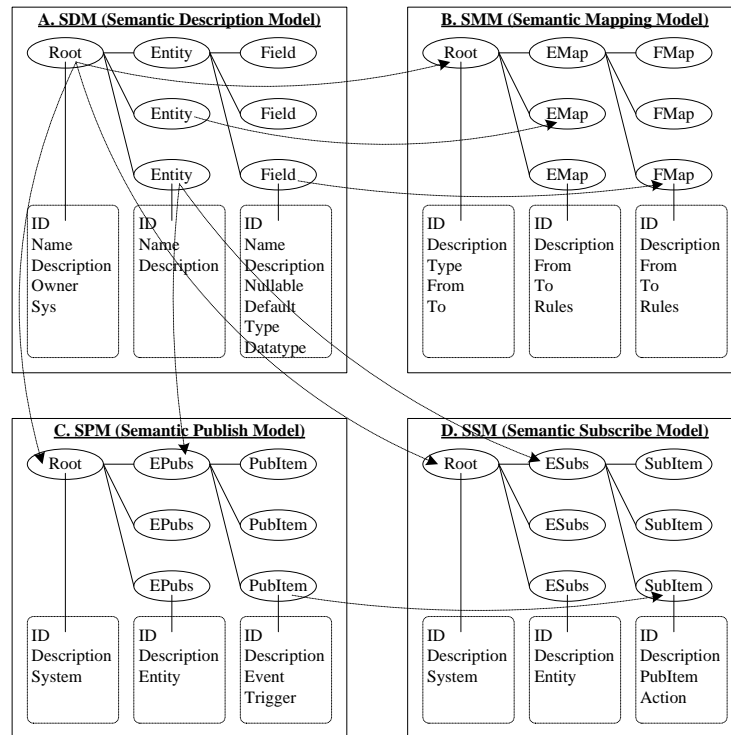 A. SDM (Semantic Description Model)
Root
Entity
Field
Entity
Field
Entity
Field
ID
Name
Description
Owner
Sys
ID
Name
Description
ID
Name
Description
Nullable
Default
Type
Datatype
B. SMM (Semantic Mapping Model)
Root
EMap
FMap
EMap
FMap
EMap
FMap
ID
Description
Type
From
To
ID
Description
From
To
Rules
ID
Description
From
To
Rules
C. SPM (Semantic Publish Model)
Root
EPubs
PubItem
EPubs
PubItem
EPubs
PubItem
ID
Description
System
ID
Description
Entity
ID
Description
Event
Trigger
D. SSM (Semantic Subscribe Model)
Root
ESubs
SubItem
ESubs
SubItem
ESubs
SubItem
ID
Description
System
ID
Description
Entity
ID
Description
PubItem
Action